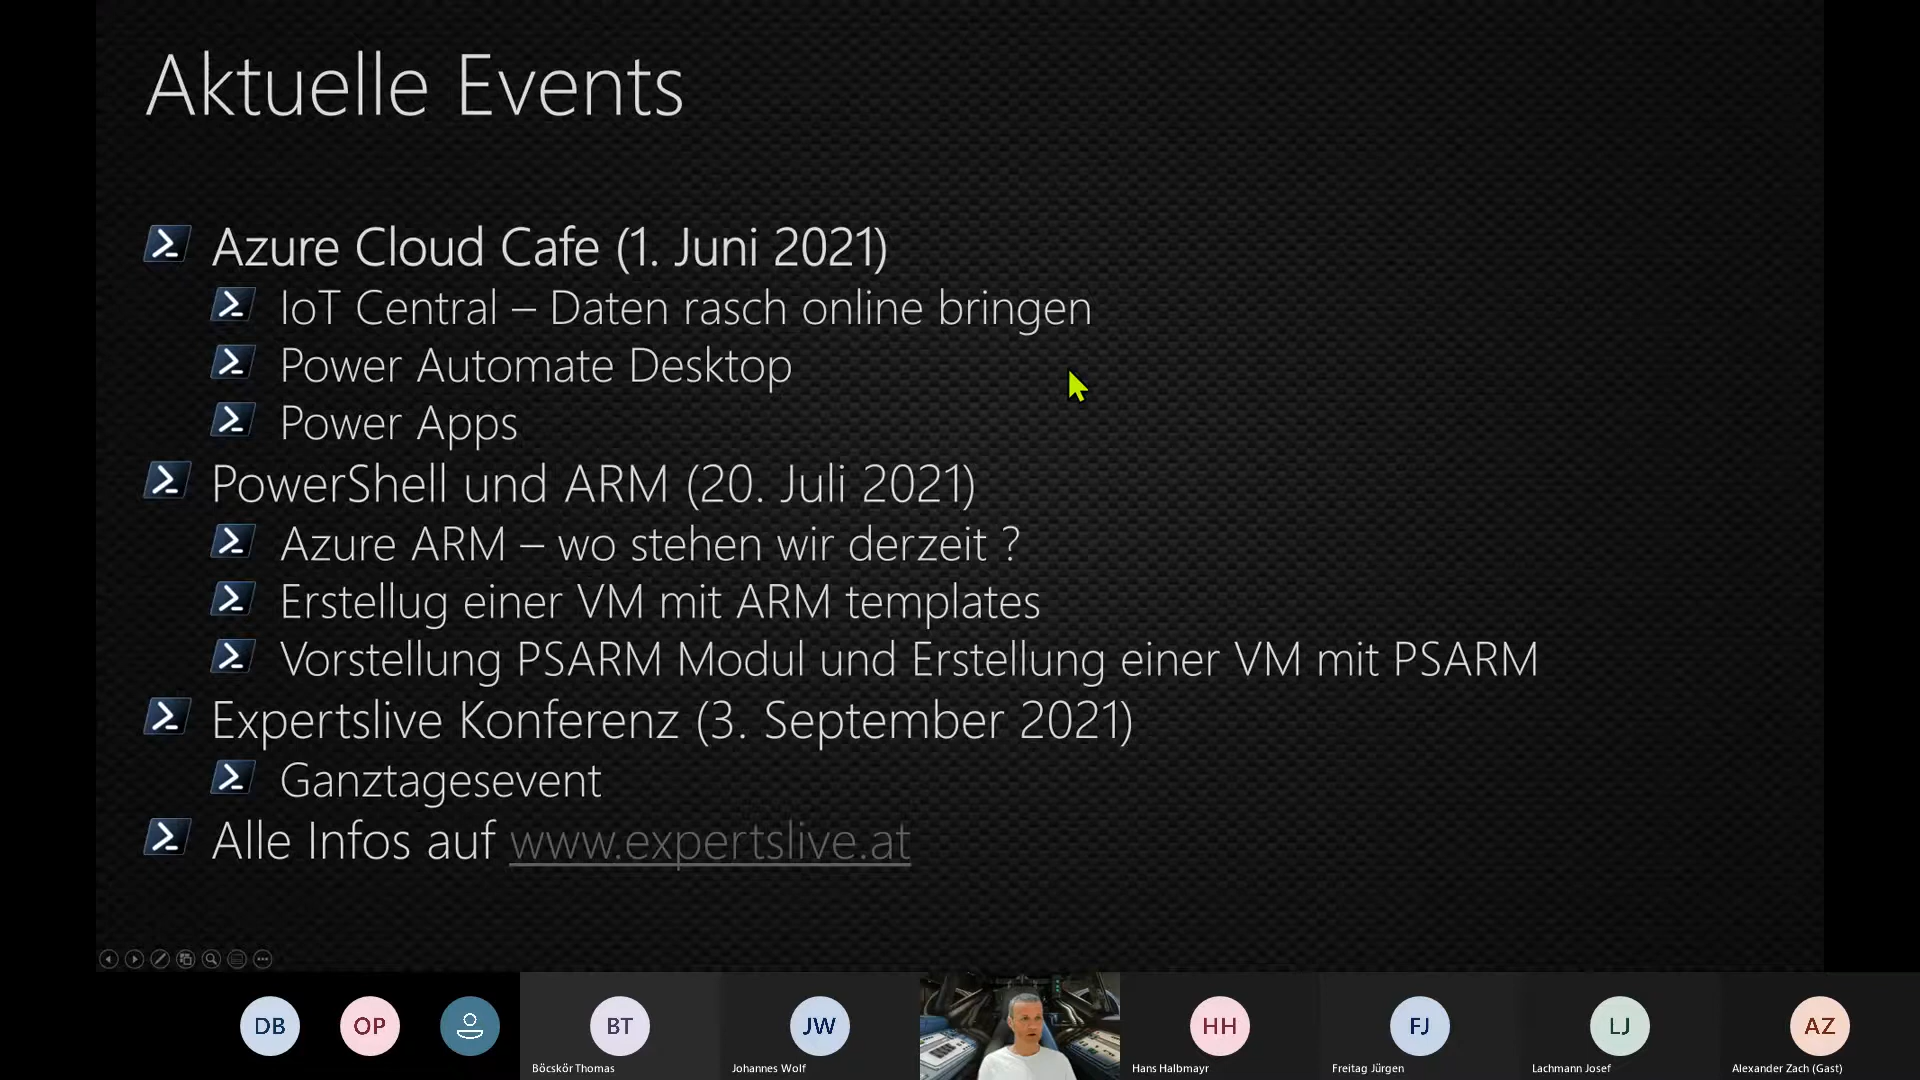 Aktuelle Events
Azure Cloud Cafe (1. Juni 2021)
IoT Central – Daten rasch online bringen
Power Automate Desktop
Power Apps
PowerShell und ARM (20. Juli 2021)
Azure ARM – wo stehen wir derzeit ?
Erstellug einer VM mit ARM templates
Vorstellung PSARM Modul und Erstellung einer VM mit PSARM
Expertslive Konferenz (3. September 2021)
Ganztagesevent
Alle Infos auf www.expertslive.at
DB OP BT JW HH FJ LJ AZ
Böcskör Thomas Johannes Wolf Hans Halbmayr Freitag Jürgen Lachmann Josef Alexander Zach (Gast)